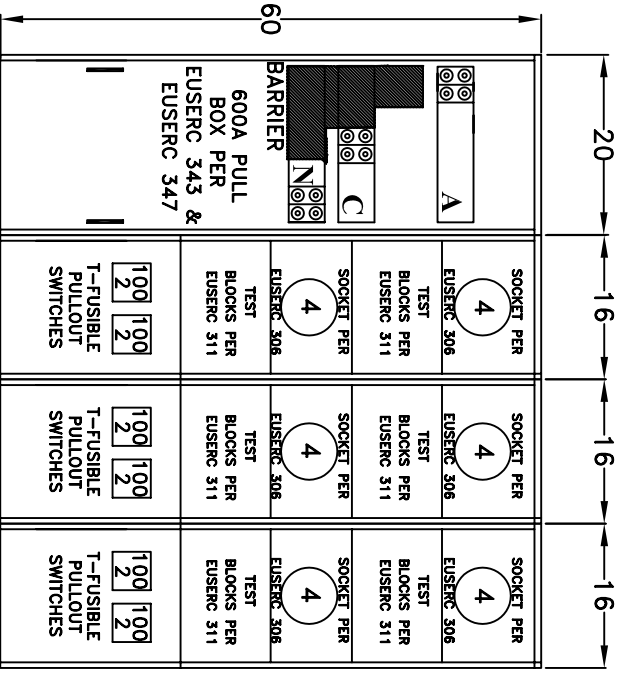 20
16
16
16
60
A
C
N
BARRIER
600A PULL
BOX PER
EUSERC 343 &
EUSERC 347
SOCKET PER
4
EUSERC 306
TEST
BLOCKS PER
EUSERC 311
SOCKET PER
4
EUSERC 306
TEST
BLOCKS PER
EUSERC 311
100 100
2 2
T-FUSIBLE
PULLOUT
SWITCHES
SOCKET PER
4
EUSERC 306
TEST
BLOCKS PER
EUSERC 311
SOCKET PER
4
EUSERC 306
TEST
BLOCKS PER
EUSERC 311
100 100
2 2
T-FUSIBLE
PULLOUT
SWITCHES
SOCKET PER
4
EUSERC 306
TEST
BLOCKS PER
EUSERC 311
SOCKET PER
4
EUSERC 306
TEST
BLOCKS PER
EUSERC 311
100 100
2 2
T-FUSIBLE
PULLOUT
SWITCHES